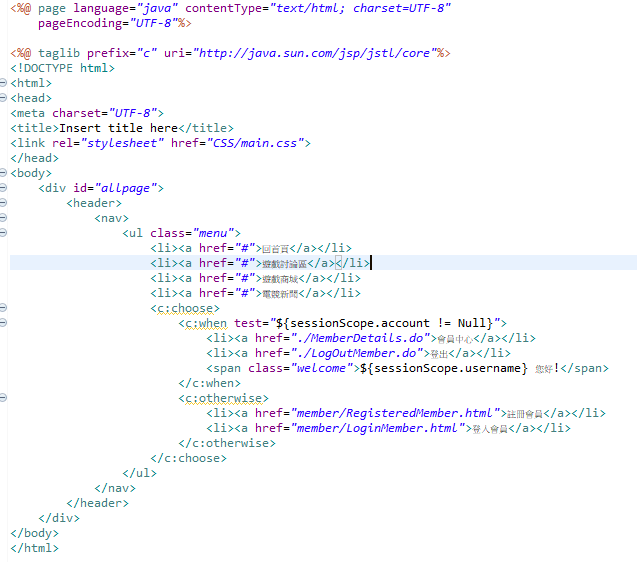 <%@ page language="java" contentType="text/html; charset=UTF-8"
    pageEncoding="UTF-8"%>
<%@ taglib prefix="c" uri="http://java.sun.com/jsp/jstl/core"%>
<!DOCTYPE html>
<html>
<head>
<meta charset="UTF-8">
<title>Insert title here</title>
<link rel="stylesheet" href="CSS/main.css">
</head>
<body>
    <div id="allpage">
        <header>
            <nav>
                <ul class="menu">
                    <li><a href="#">回首頁</a></li>
                    <li><a href="#">遊戲討論區</a></li>
                    <li><a href="#">遊戲商城</a></li>
                    <li><a href="#">電競新聞</a></li>
                    <c:choose>
                        <c:when test="${sessionScope.account != Null}">
                            <li><a href="./MemberDetails.do">會員中心</a></li>
                            <li><a href="./LogOutMember.do">登出</a></li>
                            <span class="welcome">${sessionScope.username} 您好!</span>
                        </c:when>
                        <c:otherwise>
                            <li><a href="member/RegisteredMember.html">註冊會員</a></li>
                            <li><a href="member/LoginMember.html">登入會員</a></li>
                        </c:otherwise>
                    </c:choose>
                </ul>
            </nav>
        </header>
    </div>
</body>
</html>